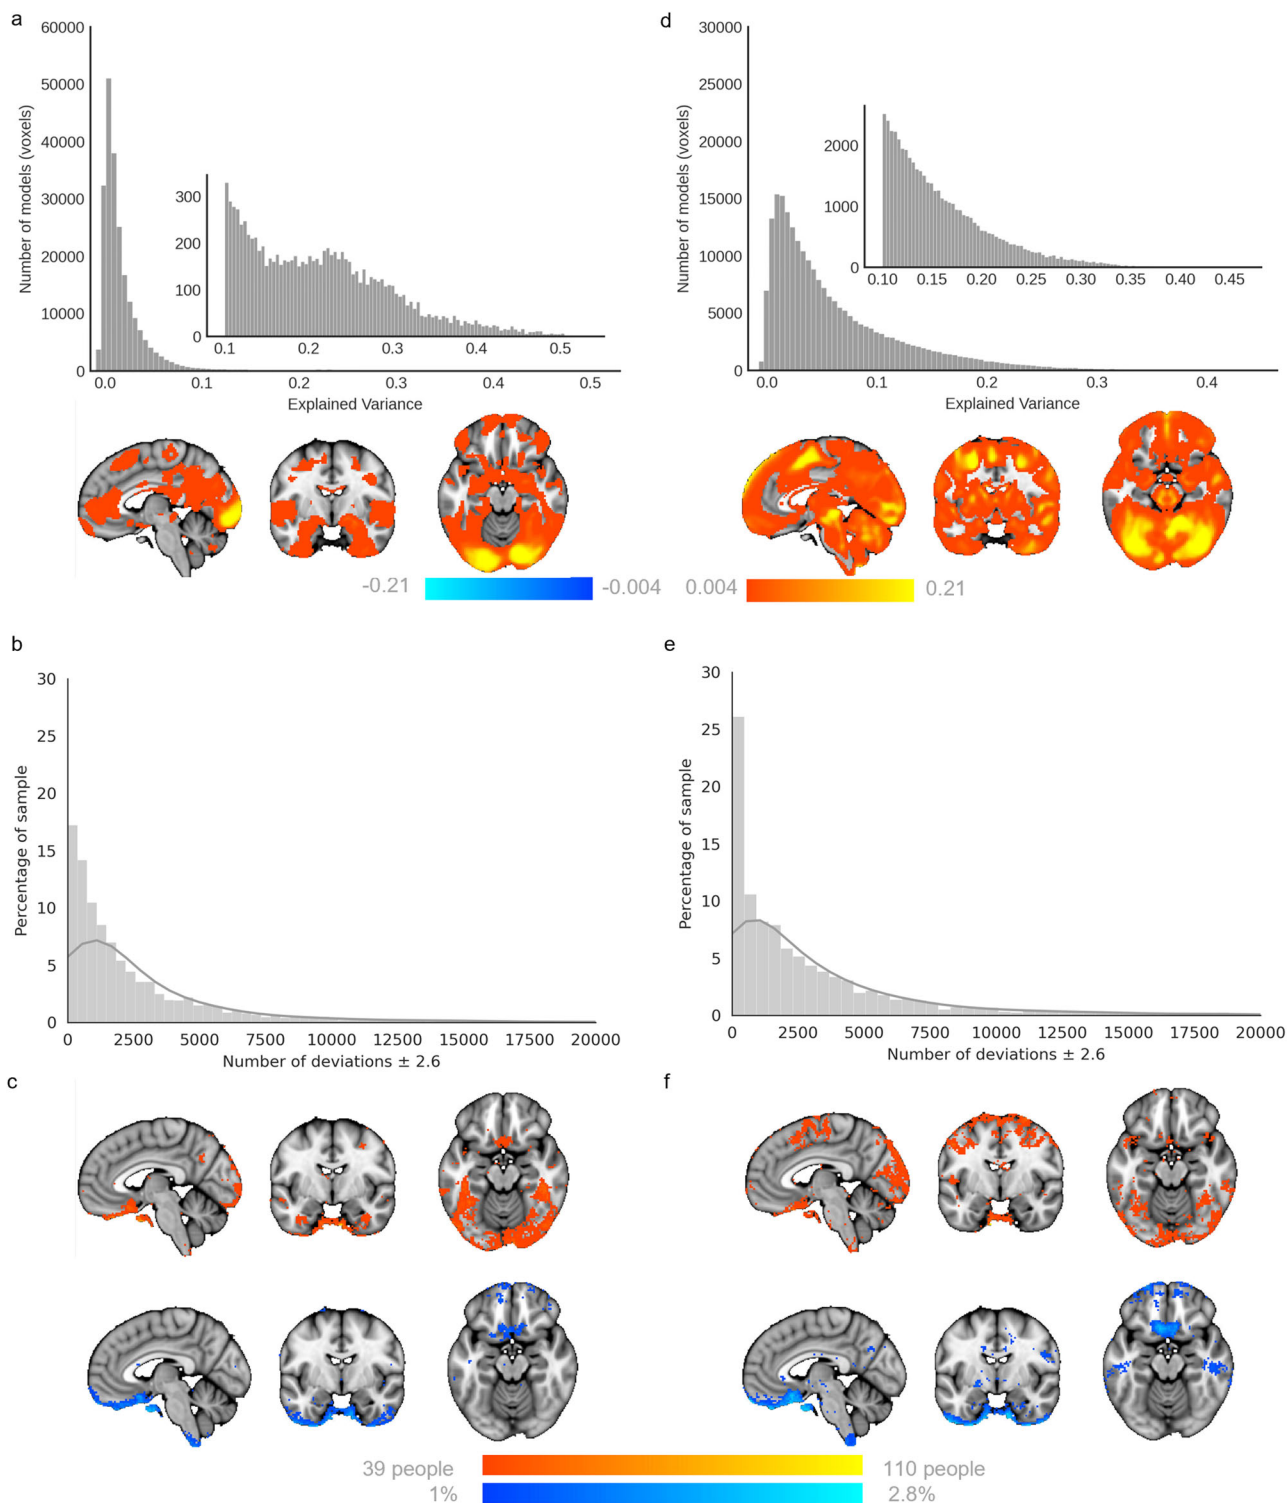 a
60000
50000
40000
30000
20000
10000
0
Number of models (voxels)
300
200
100
0
0.1 0.2 0.3 0.4 0.5
0.0 0.1 0.2 0.3 0.4 0.5
Explained Variance
d
30000
25000
20000
15000
10000
5000
0
Number of models (voxels)
2000
1000
0
0.10 0.15 0.20 0.25 0.30 0.35 0.40 0.45
0.0 0.1 0.2 0.3 0.4
Explained Variance
-0.21 -0.004 0.004 0.21
b
30
25
20
15
10
5
0
Percentage of sample
0 2500 5000 7500 10000 12500 15000 17500 20000
Number of deviations ± 2.6
e
30
25
20
15
10
5
0
Percentage of sample
0 2500 5000 7500 10000 12500 15000 17500 20000
Number of deviations ± 2.6
c
f
39 people 110 people
1% 2.8%